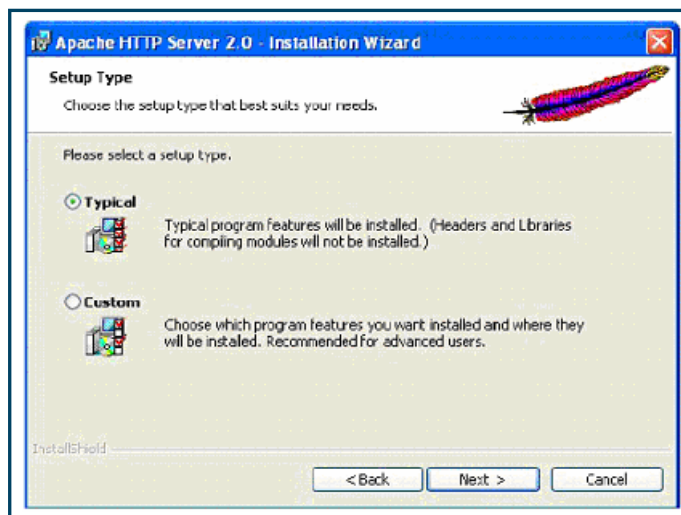 Apache HTTP Server 2.0 - Installation Wizard
Setup Type
Choose the setup type that best suits your needs.
Please select a setup type.
Typical
Typical program features will be installed. (Headers and Libraries
for compiling modules will not be installed.)
Custom
Choose which program features you want installed and where they
will be installed. Recommended for advanced users.
InstallShield
< Back
Next >
Cancel